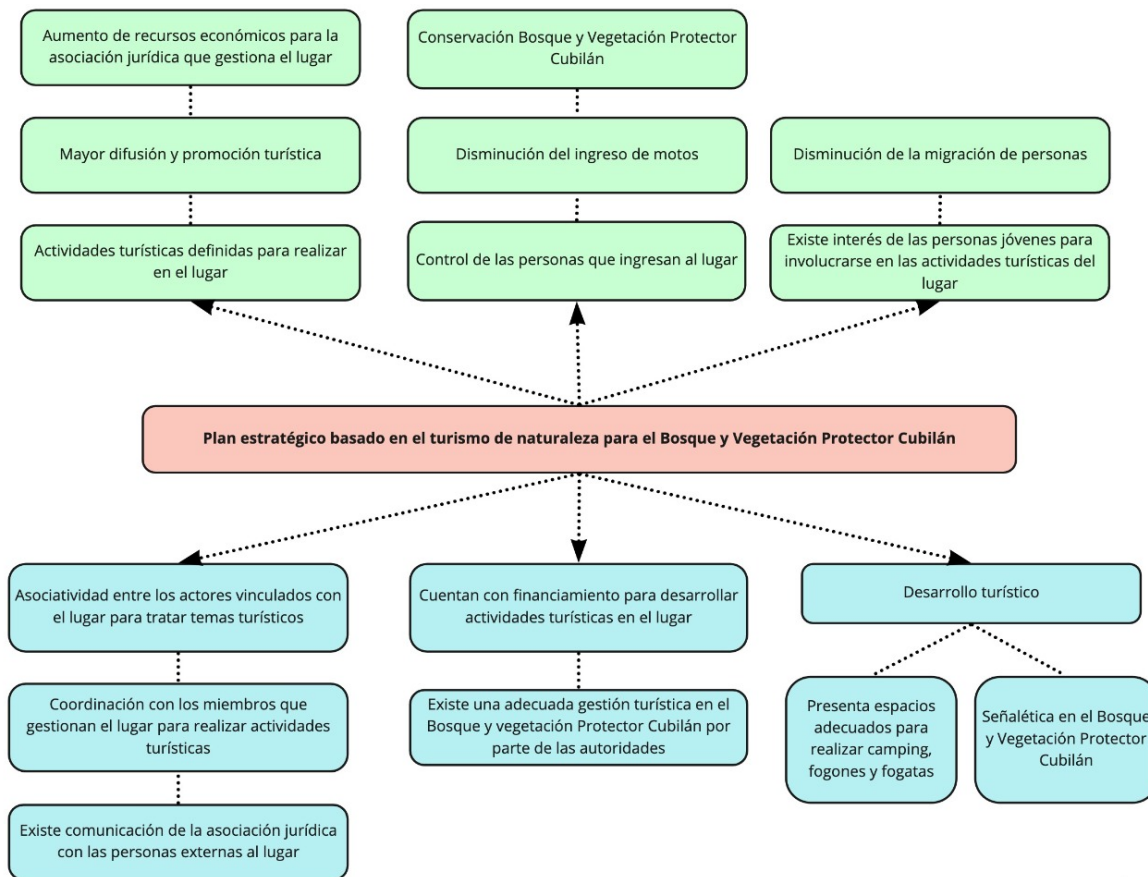 Aumento de recursos económicos para la
asociación jurídica que gestiona el lugar
Conservación Bosque y Vegetación Protector
Cubilán
Mayor difusión y promoción turística
Disminución del ingreso de motos
Disminución de la migración de personas
Actividades turísticas definidas para realizar
en el lugar
Control de las personas que ingresan al lugar
Existe interés de las personas jóvenes para
involucrarse en las actividades turísticas del
lugar
Plan estratégico basado en el turismo de naturaleza para el Bosque y Vegetación Protector Cubilán
Asociatividad entre los actores vinculados con
el lugar para tratar temas turísticos
Cuentan con financiamiento para desarrollar
actividades turísticas en el lugar
Desarrollo turístico
Coordinación con los miembros que
gestionan el lugar para realizar actividades
turísticas
Existe una adecuada gestión turística en el
Bosque y vegetación Protector Cubilán por
parte de las autoridades
Presenta espacios
adecuados para
realizar camping,
fogones y fogatas
Señalética en el Bosque
y Vegetación Protector
Cubilán
Existe comunicación de la asociación jurídica
con las personas externas al lugar